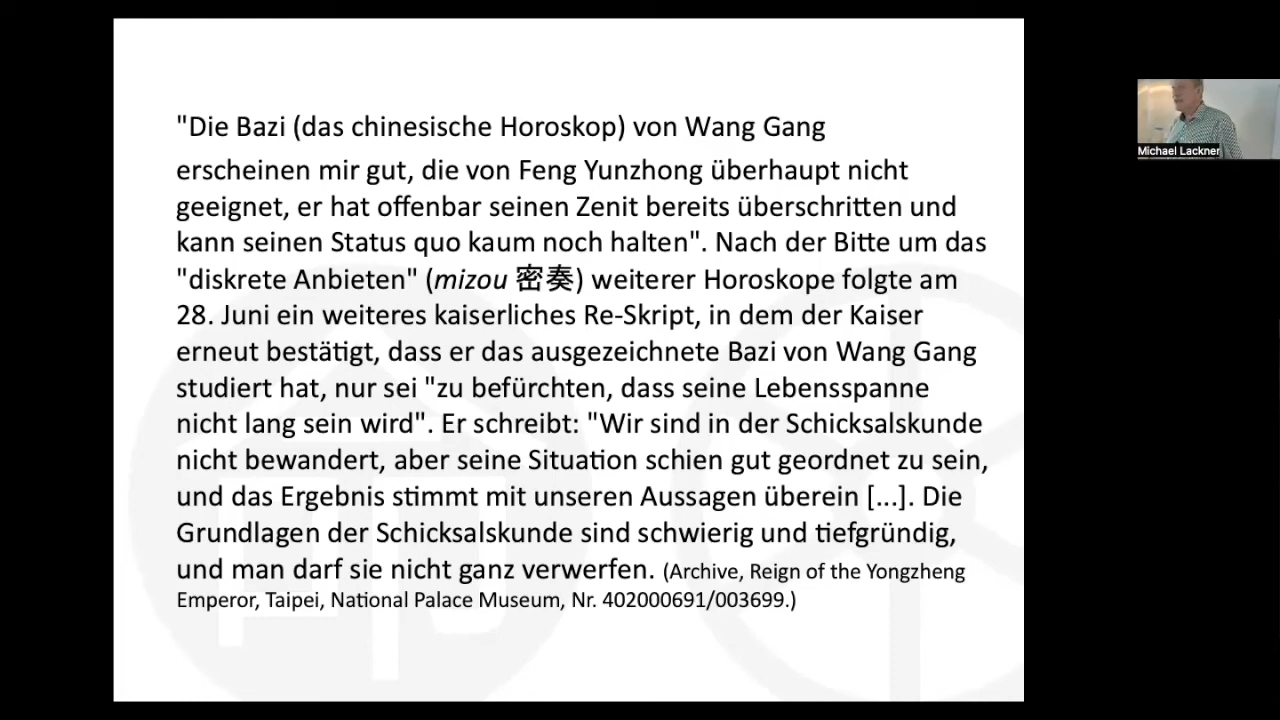 "Die Bazi (das chinesische Horoskop) von Wang Gang
erscheinen mir gut, die von Feng Yunzhong überhaupt nicht
geeignet, er hat offenbar seinen Zenit bereits überschritten und
kann seinen Status quo kaum noch halten". Nach der Bitte um das
"diskrete Anbieten" (mizou 密奏) weiterer Horoskope folgte am
28. Juni ein weiteres kaiserliches Re-Skript, in dem der Kaiser
erneut bestätigt, dass er das ausgezeichnete Bazi von Wang Gang
studiert hat, nur sei "zu befürchten, dass seine Lebensspanne
nicht lang sein wird". Er schreibt: "Wir sind in der Schicksalskunde
nicht bewandert, aber seine Situation schien gut geordnet zu sein,
und das Ergebnis stimmt mit unseren Aussagen überein [...]. Die
Grundlagen der Schicksalskunde sind schwierig und tiefgründig,
und man darf sie nicht ganz verwerfen. (Archive, Reign of the Yongzheng
Emperor, Taipei, National Palace Museum, Nr. 402000691/003699.)
Michael Lackner